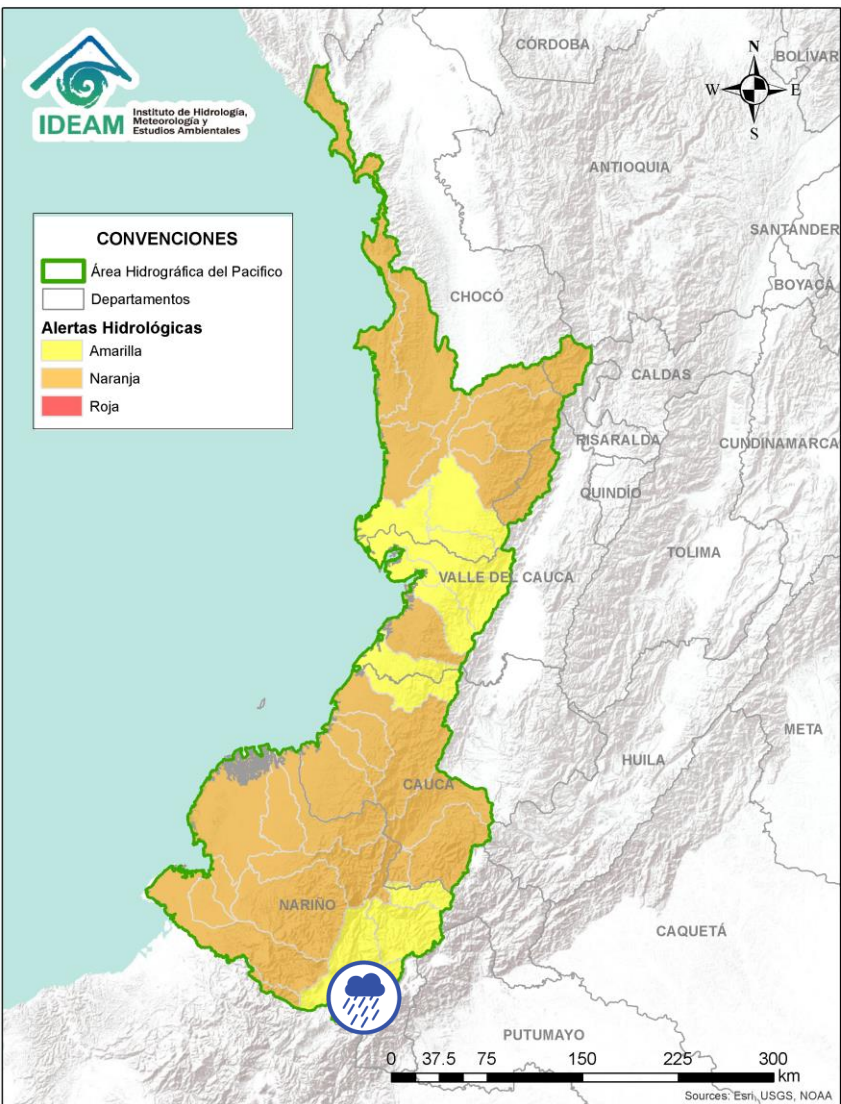 IDEAM
Instituto de Hidrología,
Meteorología y
Estudios Ambientales
CÓRDOBA
BOLÍVAR
N
W
E
S
ANTIOQUIA
SANTANDER
BOYACÁ
CONVENCIONES
Área Hidrográfica del Pacifico
Departamentos
Alertas Hidrológicas
Amarilla
Naranja
Roja
CHOCÓ
CALDAS
RISARALDA
CUNDINAMARCA
QUINDÍO
TOLIMA
VALLE DEL CAUCA
META
HUILA
CAUCA
NARIÑO
CAQUETÁ
PUTUMAYO
0 37.5 75 150 225 300
km
Sources: Esri, USGS, NOAA